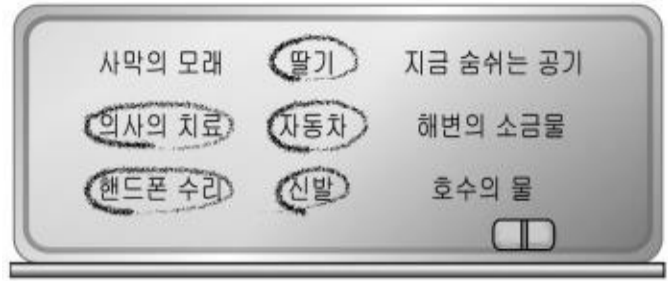 사막의 모래 딸기 지금 숨쉬는 공기
의사의 치료 자동차 해변의 소금물
핸드폰 수리 신발 호수의 물